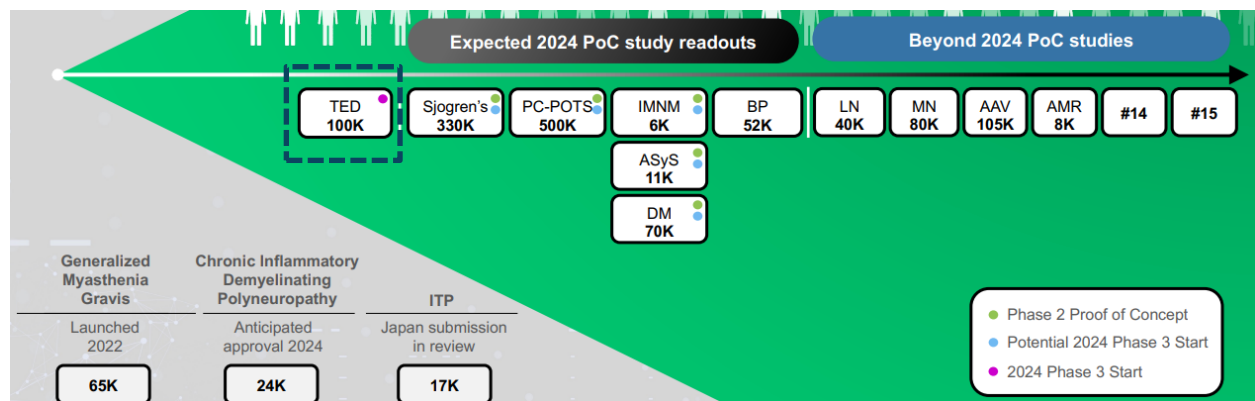 Expected 2024 PoC study readouts
Beyond 2024 PoC studies
TED
100K
Sjogren's
330K
PC-POTS
500K
IMNM
6K
BP
52K
LN
40K
MN
80K
AAV
105K
AMR
8K
#14
#15
ASyS
11K
DM
70K
Generalized
Myasthenia
Gravis
Launched
2022
65K
Chronic Inflammatory
Demyelinating
Polyneuropathy
Anticipated
approval 2024
24K
ITP
Japan submission
in review
17K
Phase 2 Proof of Concept
Potential 2024 Phase 3 Start
2024 Phase 3 Start